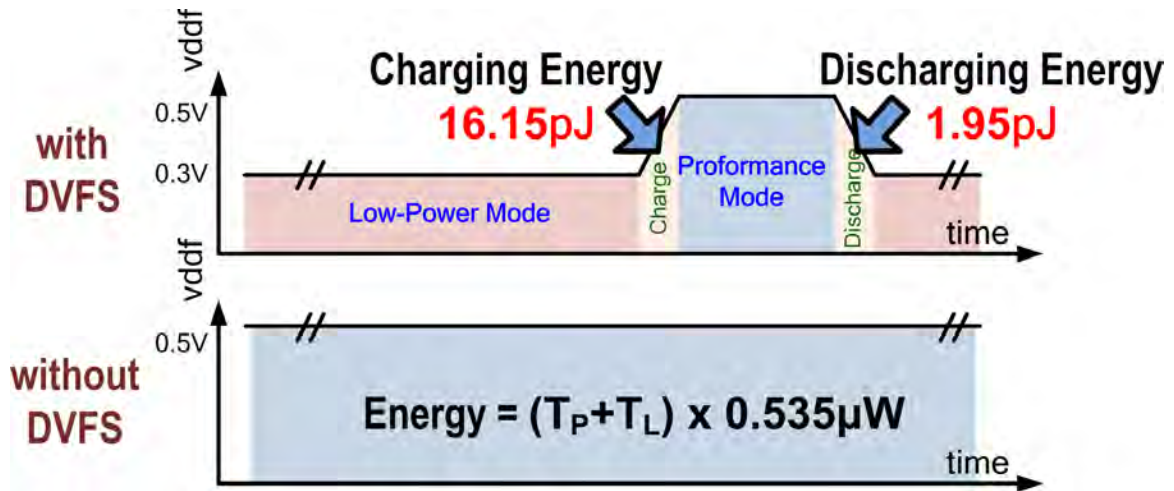 vddf
Charging Energy
16.15pJ
Discharging Energy
1.95pJ
0.5V
0.3V
with
DVFS
Low-Power Mode
Charge
Proformance
Mode
Discharge
time
vddf
0.5V
without
DVFS
Energy = (TP+TL) x 0.535µW
time